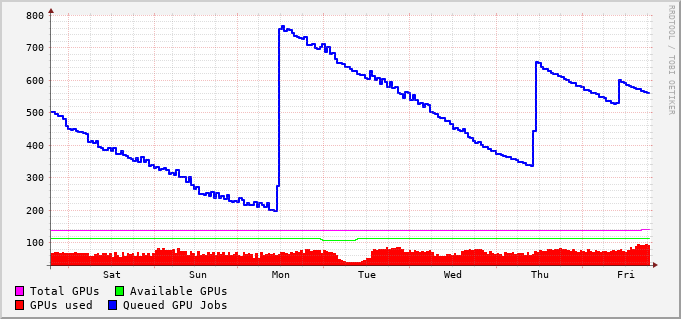 800
700
600
500
400
300
200
100
Sat Sun Mon Tue Wed Thu Fri
Total GPUs Available GPUs
GPUs used Queued GPU Jobs
RRDTOOL / TOBI OETIKER